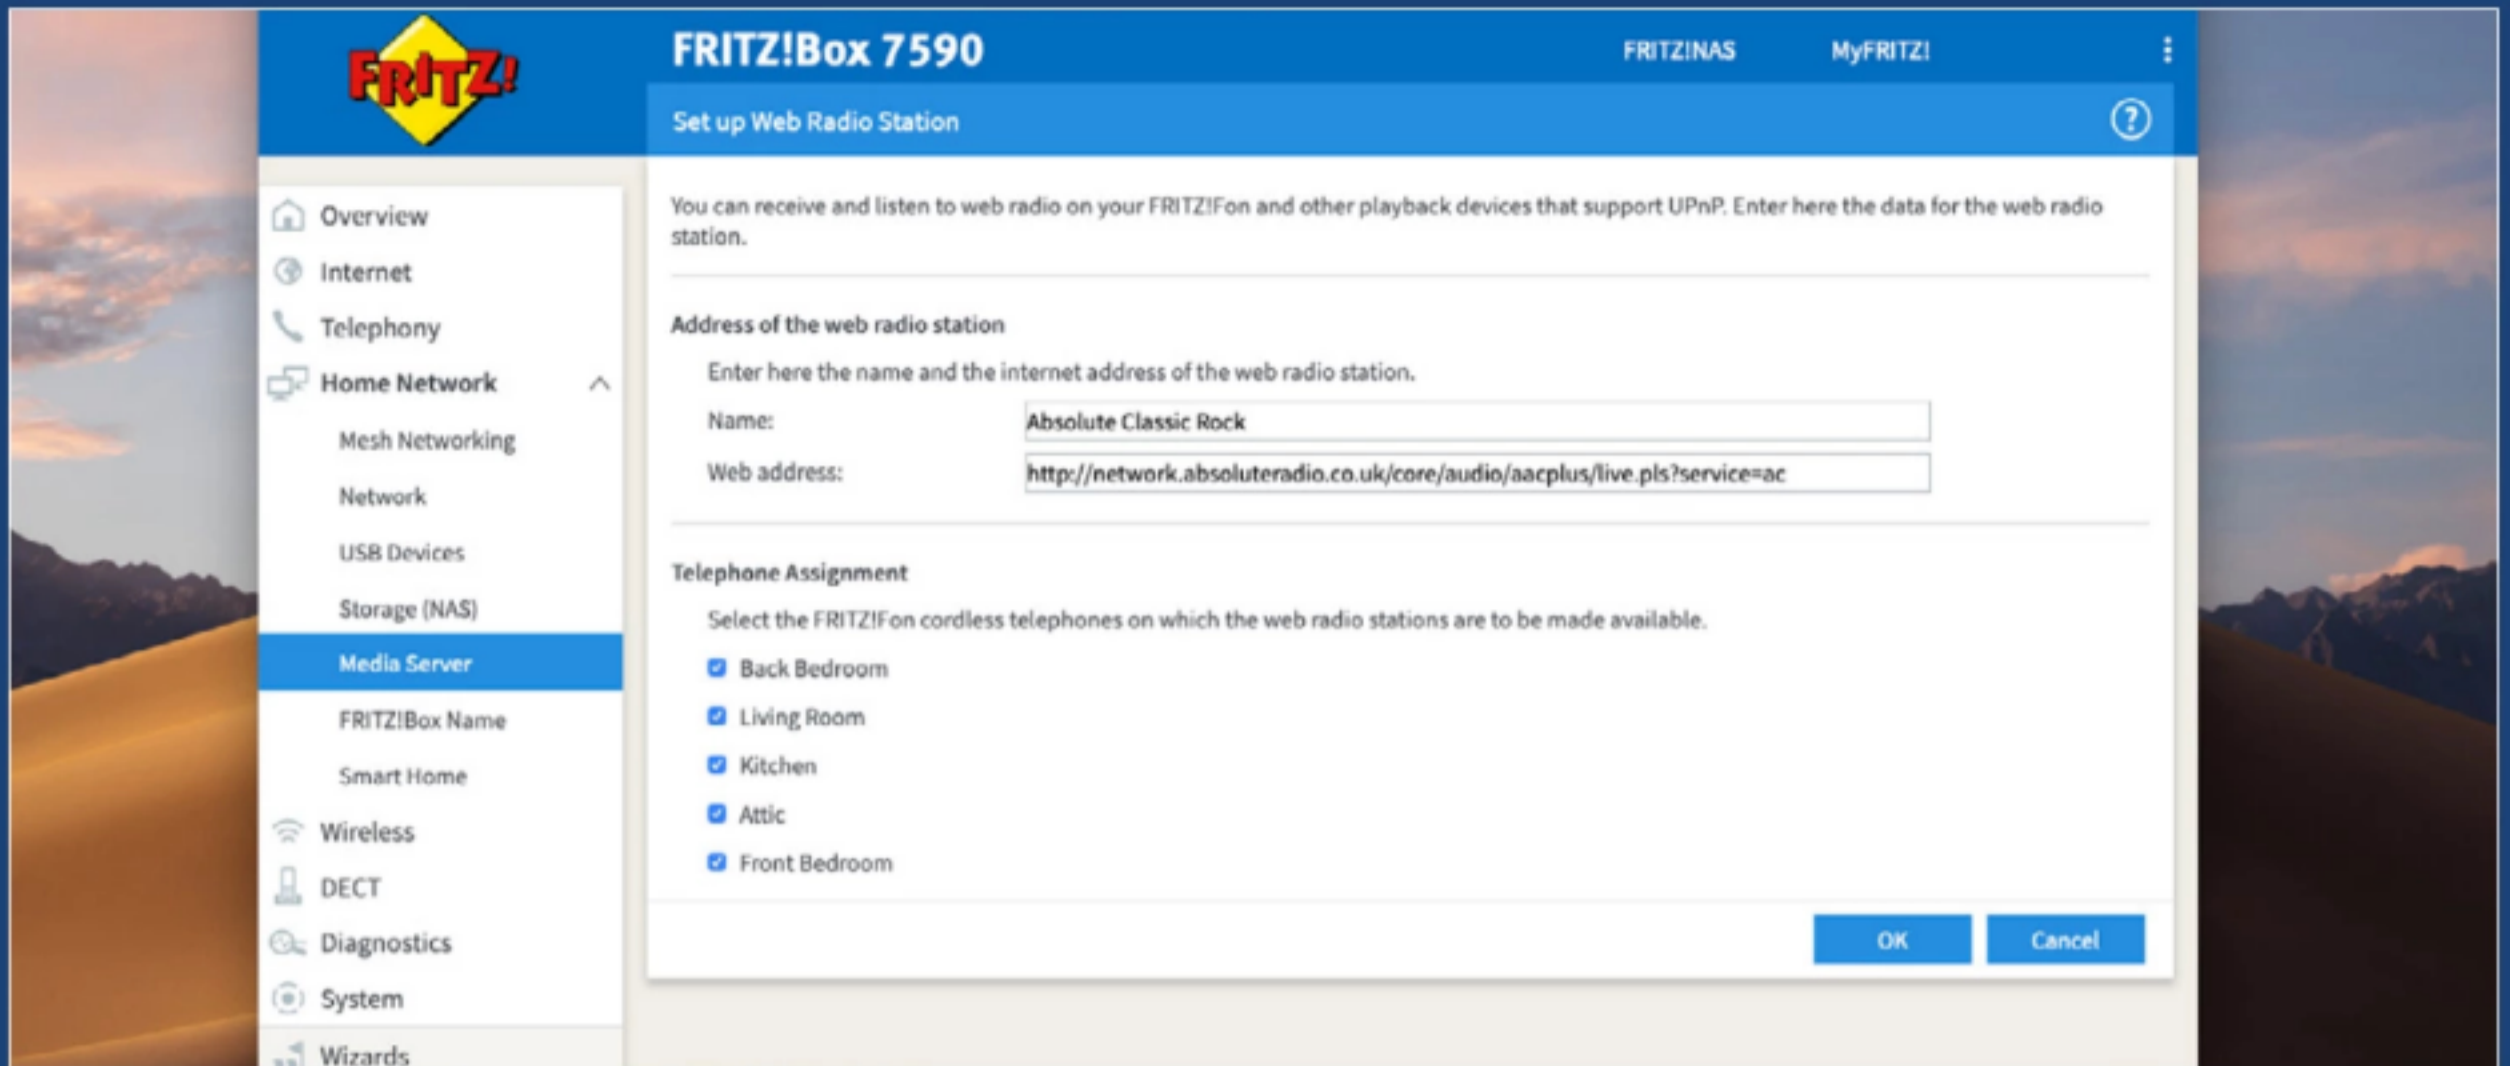 FRITZ!
FRITZ!Box 7590
FRITZ!NAS
MyFRITZ!
Set up Web Radio Station
?
Overview
Internet
Telephony
Home Network
Mesh Networking
Network
USB Devices
Storage (NAS)
Media Server
FRITZ!Box Name
Smart Home
Wireless
DECT
Diagnostics
System
Wizards
You can receive and listen to web radio on your FRITZ!Fon and other playback devices that support UPnP. Enter here the data for the web radio
station.
Address of the web radio station
Enter here the name and the internet address of the web radio station.
Name: Absolute Classic Rock
Web address: http://network.absoluteradio.co.uk/core/audio/aacplus/live.pls?service=ac
Telephone Assignment
Select the FRITZ!Fon cordless telephones on which the web radio stations are to be made available.
Back Bedroom
Living Room
Kitchen
Attic
Front Bedroom
OK
Cancel